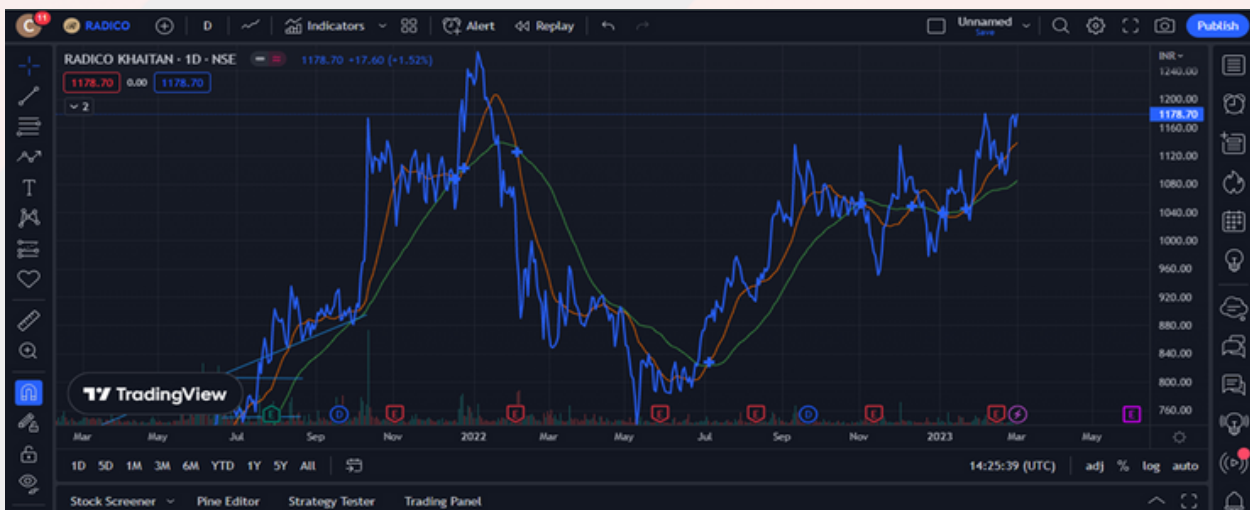 C 11 RADICO D Indicators Alert Replay Unnamed Save Publish
RADICO KHAITAN · 1D · NSE 1178.70 +17.60 (+1.52%)
1178.70 0.00 1178.70
2
INR
1240.00
1200.00
1178.70
1160.00
1120.00
1080.00
1040.00
1000.00
960.00
920.00
880.00
840.00
800.00
760.00
T
TradingView
E D E E E E D E E E
Mar May Jul Sep Nov 2022 Mar May Jul Sep Nov 2023 Mar May
1D 5D 1M 3M 6M YTD 1Y 5Y All 14:25:39 (UTC) adj % log auto
Stock Screener Pine Editor Strategy Tester Trading Panel